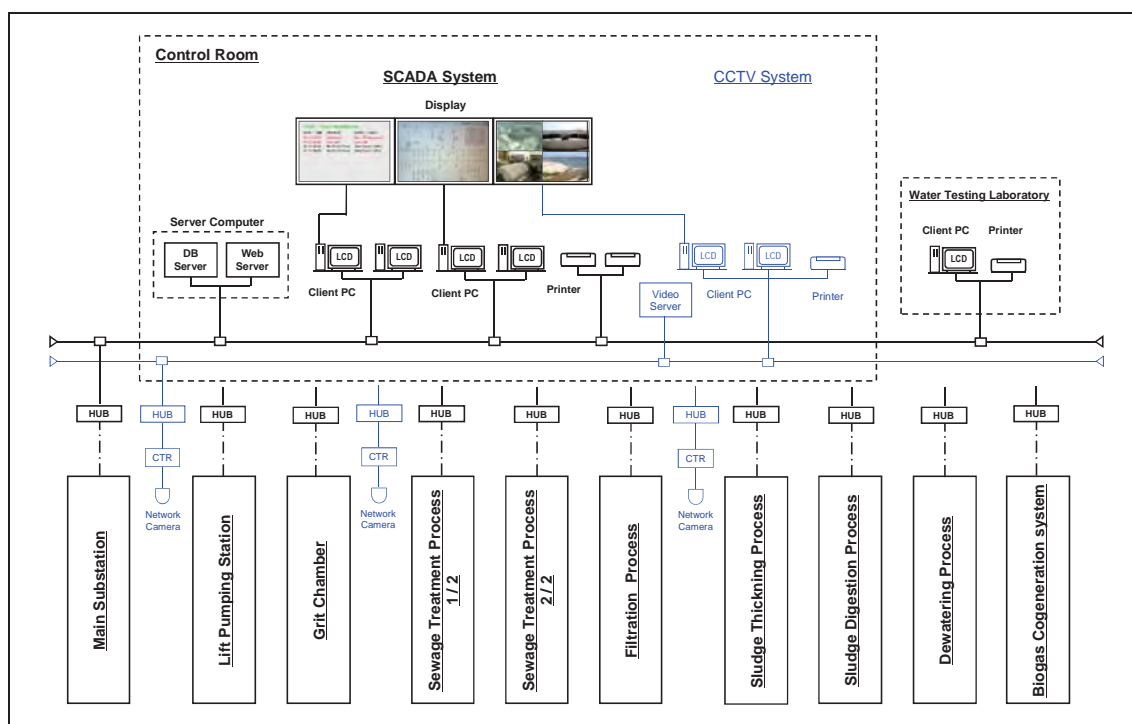 Control Room
SCADA System
CCTV System
Display
Water Testing Laboratory
Server Computer
Client PC
Printer
DB
Server
Web
Server
LCD
LCD
LCD
LCD
LCD
LCD
LCD
Client PC
Client PC
Printer
Video
Server
Client PC
Printer
HUB
HUB
HUB
HUB
HUB
HUB
HUB
HUB
HUB
HUB
HUB
HUB
HUB
CTR
CTR
CTR
Network
Camera
Network
Camera
Network
Camera
Main Substation
Lift Pumping Station
Grit Chamber
Sewage Treatment Process
1 / 2
Sewage Treatment Process
2 / 2
Filtration Process
Sludge Thickning Process
Sludge Digestion Process
Dewatering Process
Biogas Cogeneration system